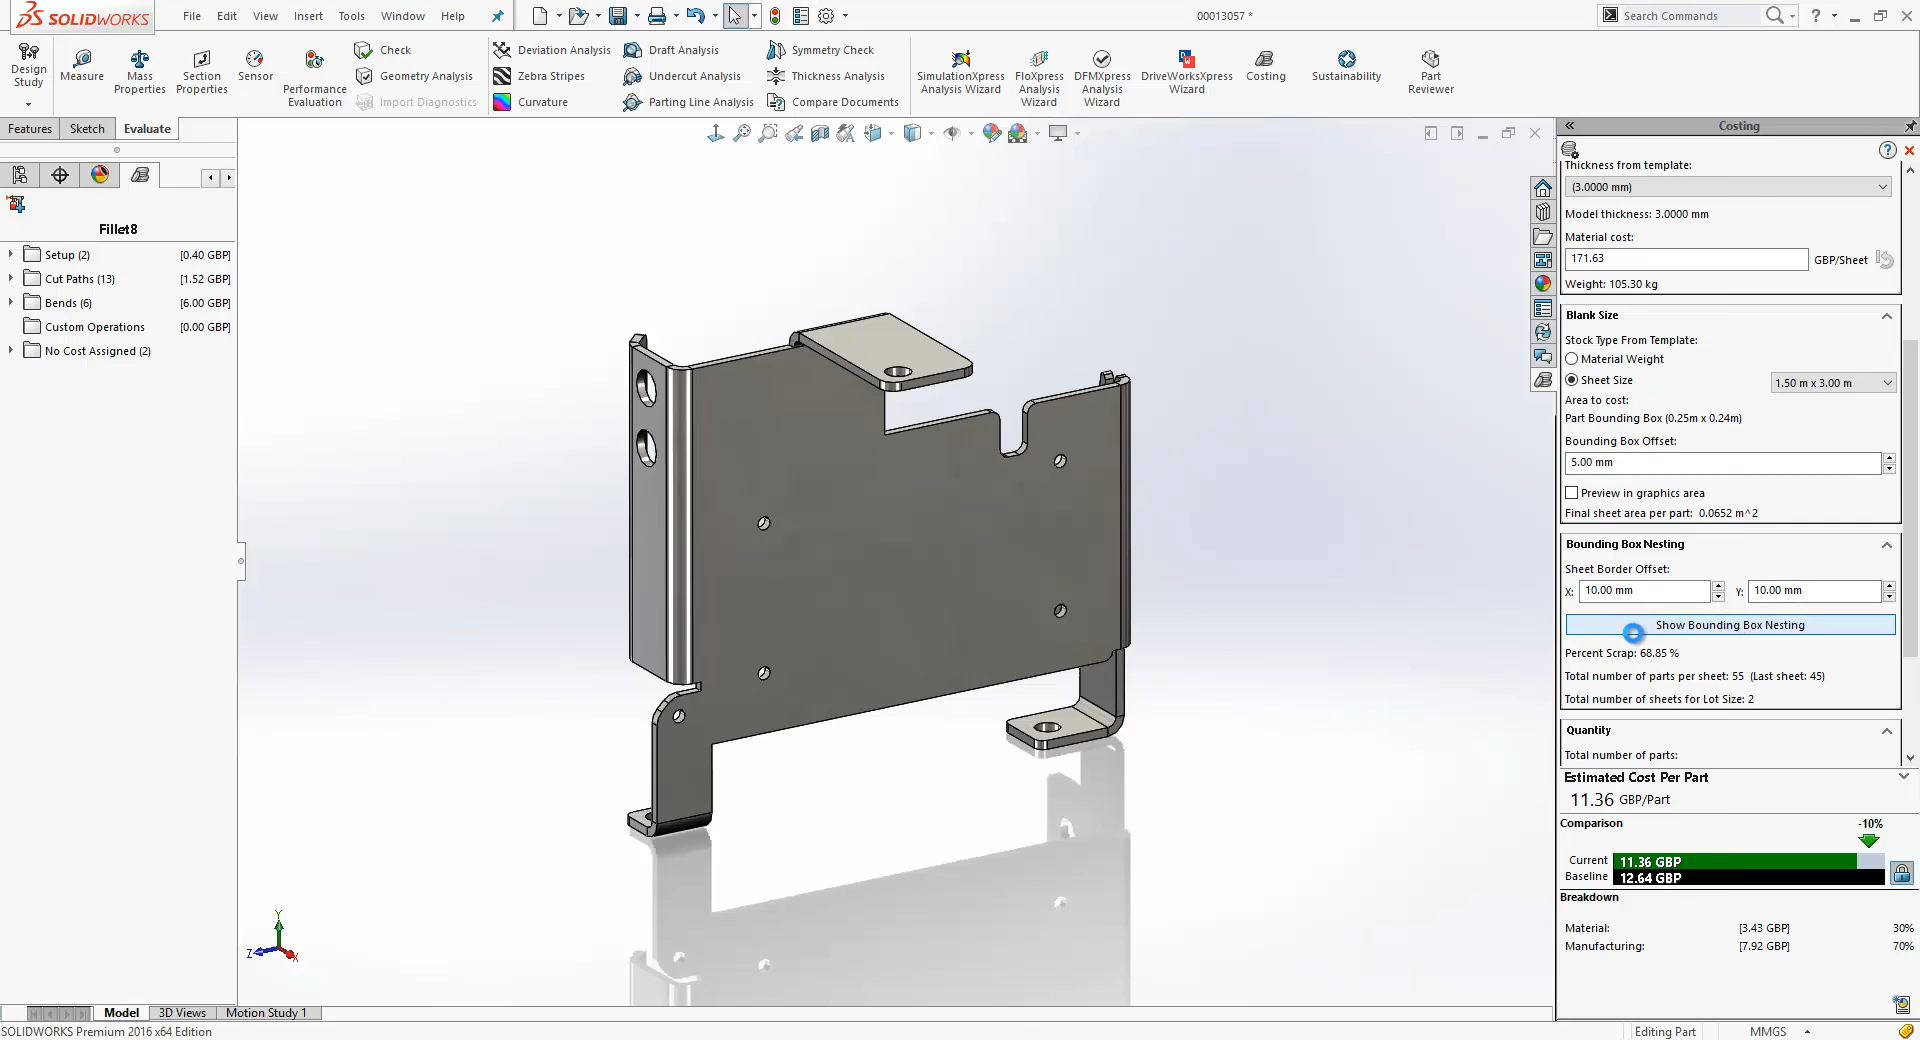 SOLIDWORKS
File Edit View Insert Tools Window Help
00013057 *
Search Commands
?
Design Study
Measure
Mass Properties
Section Properties
Sensor
Performance Evaluation
Check
Geometry Analysis
Import Diagnostics
Deviation Analysis
Zebra Stripes
Curvature
Draft Analysis
Undercut Analysis
Parting Line Analysis
Symmetry Check
Thickness Analysis
Compare Documents
SimulationXpress Analysis Wizard
FloXpress Analysis Wizard
DFMXpress Analysis Wizard
DriveWorksXpress Wizard
Costing
Sustainability
Part Reviewer
Features Sketch Evaluate
Fillet8
Setup (2) [0.40 GBP]
Cut Paths (13) [1.52 GBP]
Bends (6) [6.00 GBP]
Custom Operations [0.00 GBP]
No Cost Assigned (2)
Y
Z
X
Costing
?
Thickness from template:
(3.0000 mm)
Model thickness: 3.0000 mm
Material cost:
171.63 GBP/Sheet
Weight: 105.30 kg
Blank Size
Stock Type From Template:
Material Weight
Sheet Size 1.50 m x 3.00 m
Area to cost:
Part Bounding Box (0.25m x 0.24m)
Bounding Box Offset:
5.00 mm
Preview in graphics area
Final sheet area per part: 0.0652 m^2
Bounding Box Nesting
Sheet Border Offset:
X: 10.00 mm Y: 10.00 mm
Show Bounding Box Nesting
Percent Scrap: 68.85 %
Total number of parts per sheet: 55 (Last sheet: 45)
Total number of sheets for Lot Size: 2
Quantity
Total number of parts:
Estimated Cost Per Part
11.36 GBP/Part
Comparison -10%
Current 11.36 GBP
Baseline 12.64 GBP
Breakdown
Material: [3.43 GBP] 30%
Manufacturing: [7.92 GBP] 70%
Model 3D Views Motion Study 1
SOLIDWORKS Premium 2016 x64 Edition
Editing Part MMGS